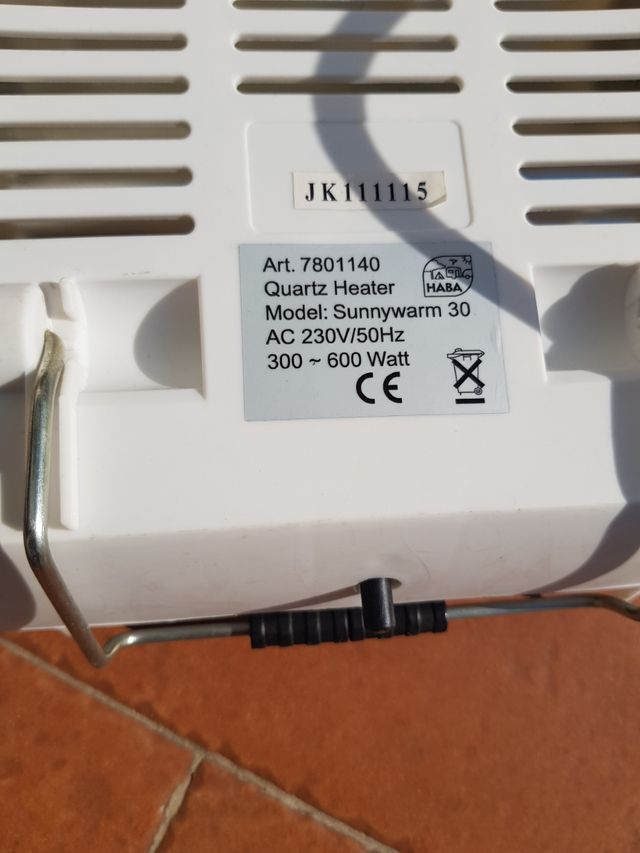 JK111115
Art. 7801140
Quartz Heater
HABA
Model: Sunnywarm 30
AC 230V/50Hz
300 ~ 600 Watt
CE